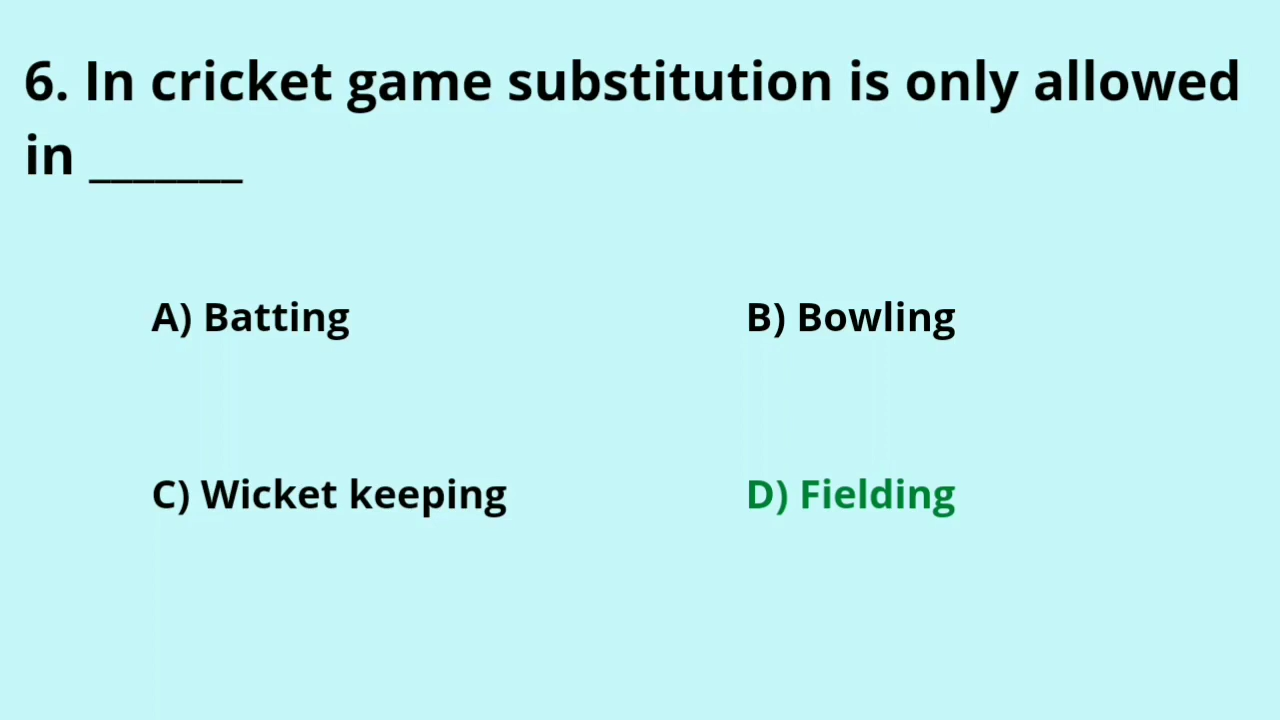 6. In cricket game substitution is only allowed
in _______
A) Batting
B) Bowling
C) Wicket keeping
D) Fielding